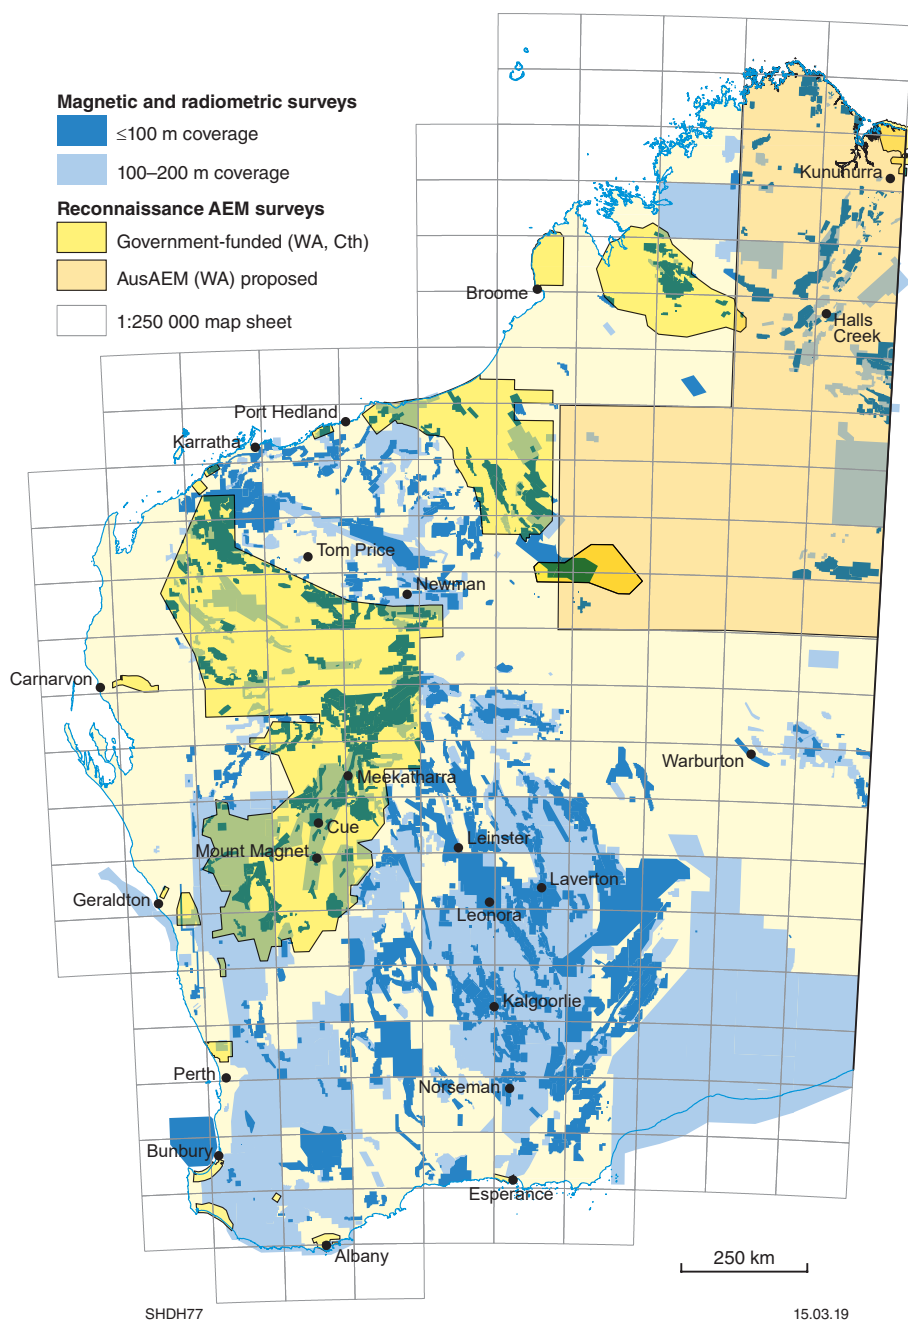 Magnetic and radiometric surveys
≤100 m coverage
100–200 m coverage
Reconnaissance AEM surveys
Government-funded (WA, Cth)
AusAEM (WA) proposed
1:250 000 map sheet
Kununurra
Broome
Halls
Creek
Port Hedland
Karratha
Tom Price
Newman
Carnarvon
Warburton
Meekatharra
Cue
Leinster
Mount Magnet
Laverton
Geraldton
Leonora
Kalgoorlie
Perth
Norseman
Bunbury
Esperance
Albany
250 km
SHDH77
15.03.19